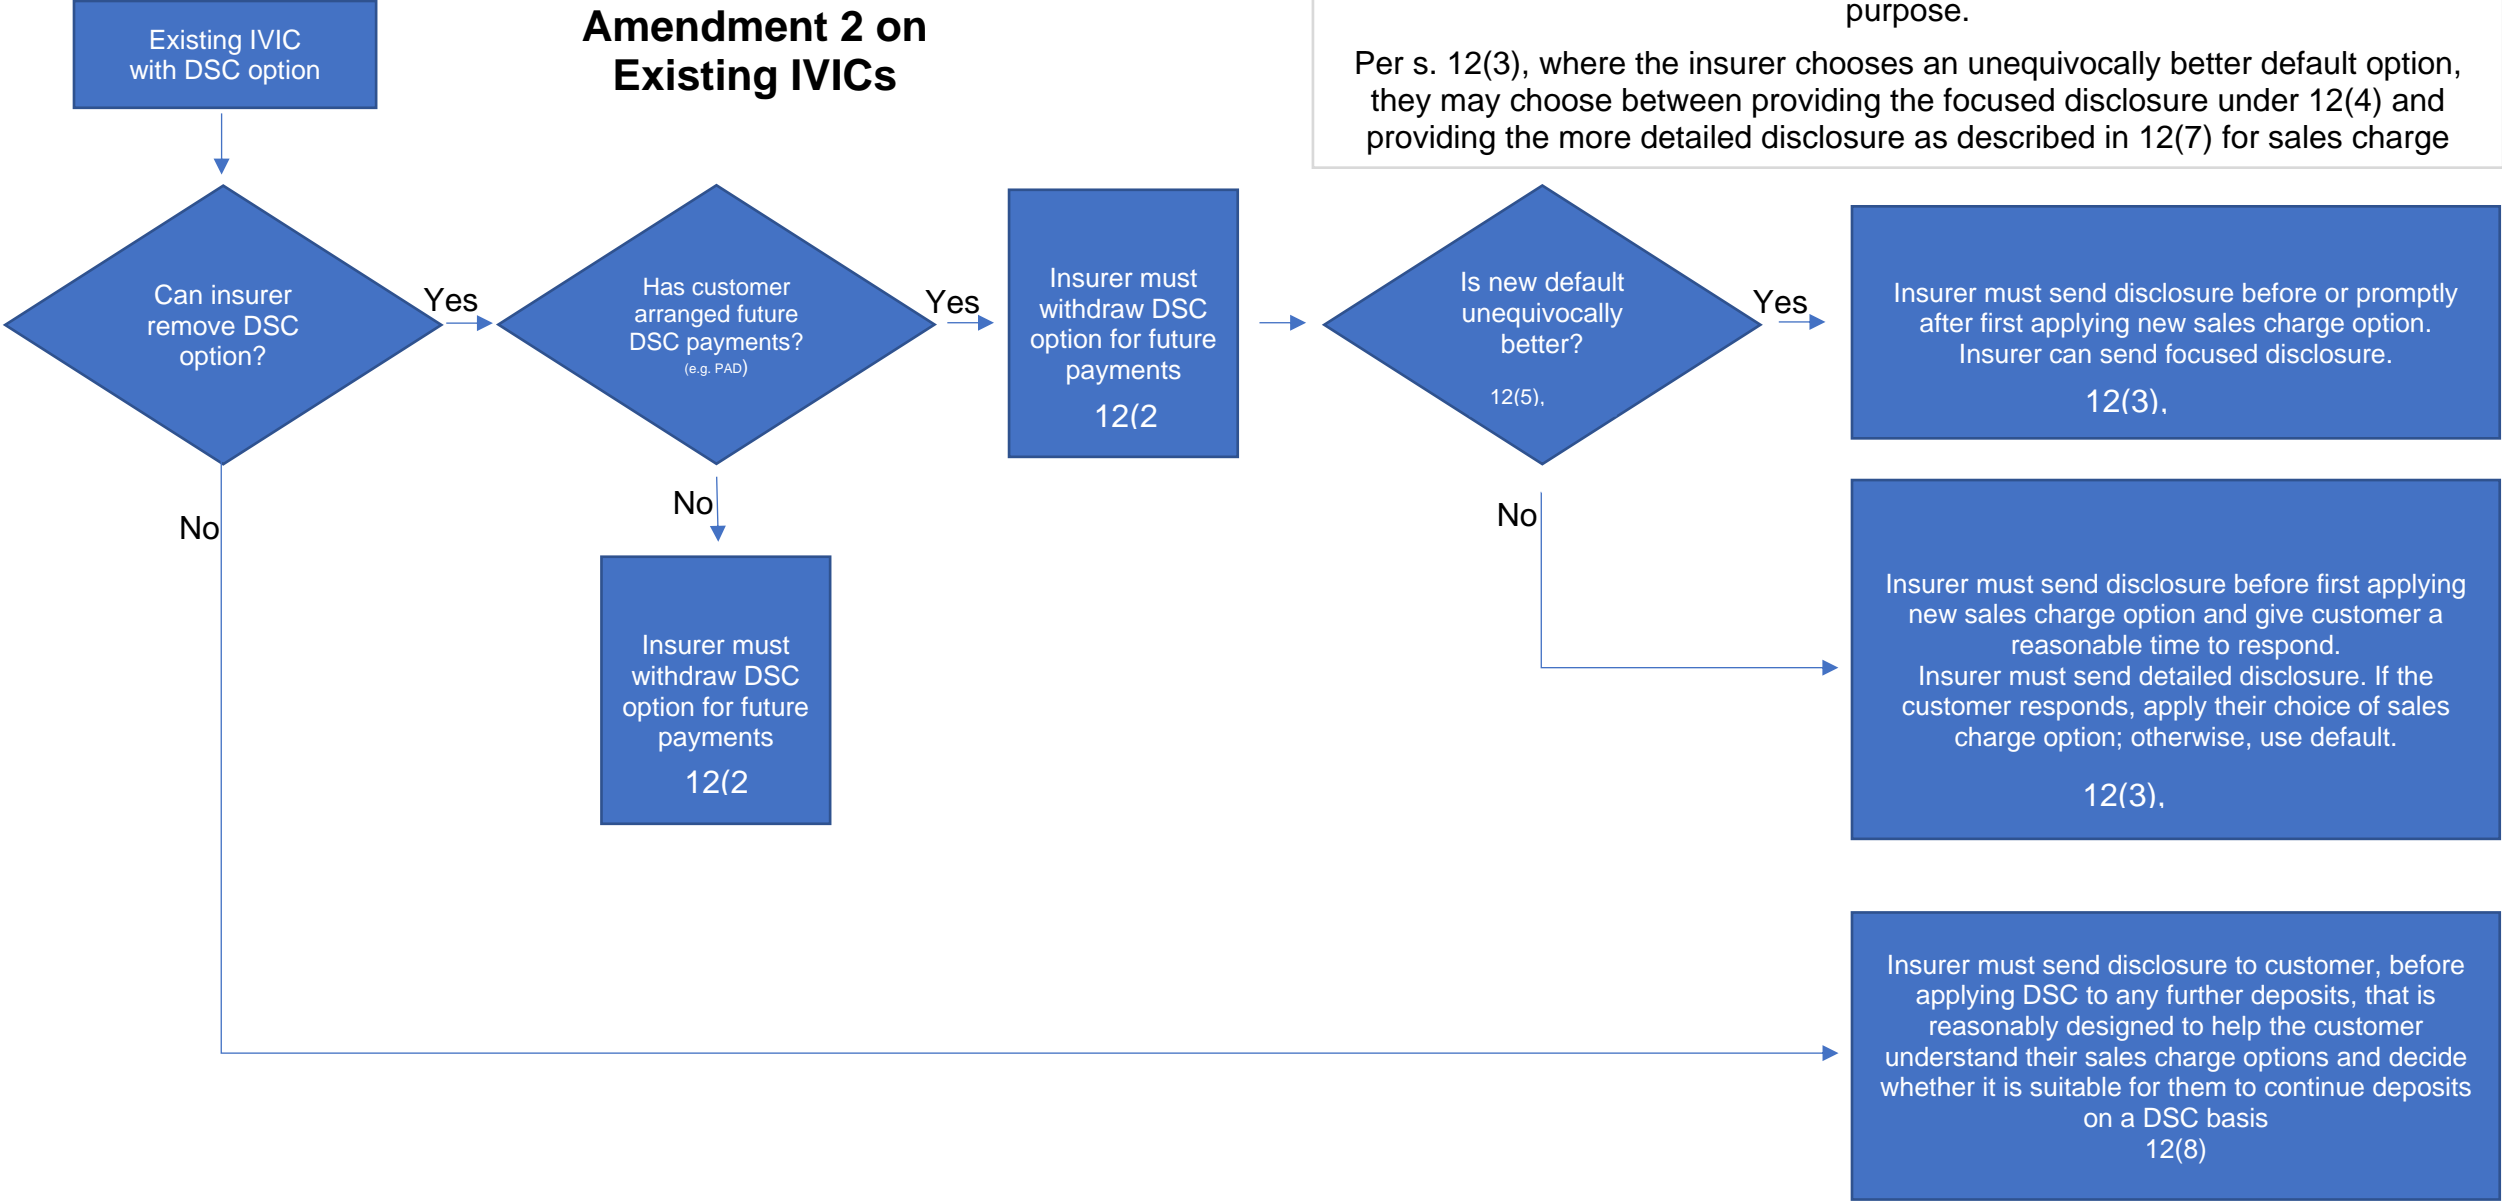 Existing IVIC
with DSC option
Amendment 2 on
Existing IVICs
purpose.
Per s. 12(3), where the insurer chooses an unequivocally better default option,
they may choose between providing the focused disclosure under 12(4) and
providing the more detailed disclosure as described in 12(7) for sales charge
Can insurer
remove DSC
option?
Yes
Has customer
arranged future
DSC payments?
(e.g. PAD)
Yes
Insurer must
withdraw DSC
option for future
payments
12(2
Is new default
unequivocally
better?
12(5),
Yes
Insurer must send disclosure before or promptly
after first applying new sales charge option.
Insurer can send focused disclosure.
12(3),
No
No
No
Insurer must
withdraw DSC
option for future
payments
12(2
Insurer must send disclosure before first applying
new sales charge option and give customer a
reasonable time to respond.
Insurer must send detailed disclosure. If the
customer responds, apply their choice of sales
charge option; otherwise, use default.
12(3),
Insurer must send disclosure to customer, before
applying DSC to any further deposits, that is
reasonably designed to help the customer
understand their sales charge options and decide
whether it is suitable for them to continue deposits
on a DSC basis
12(8)